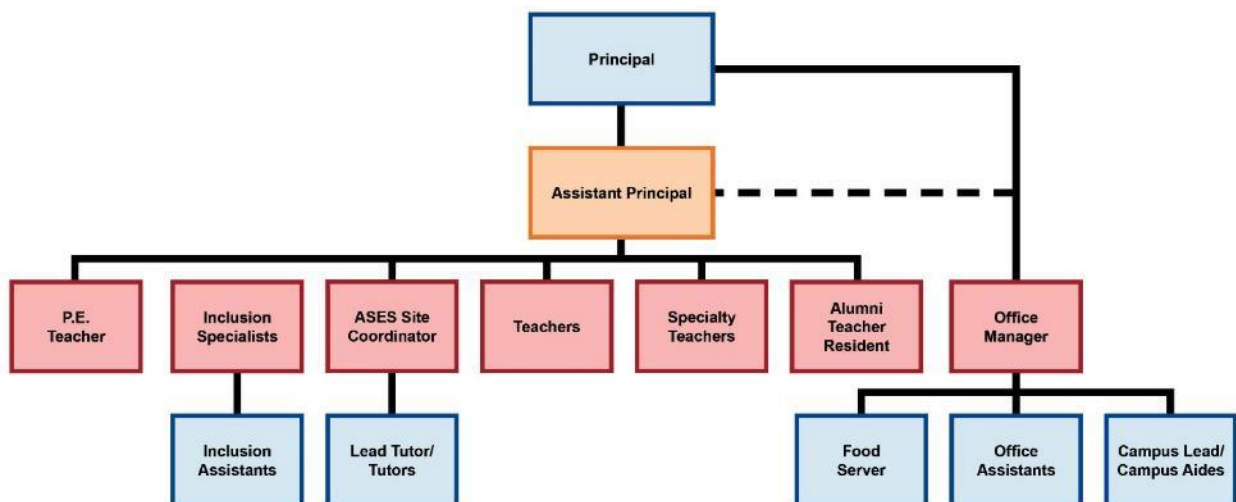 Principal
Assistant Principal
P.E.
Teacher
Inclusion
Specialists
ASES Site
Coordinator
Teachers
Specialty
Teachers
Alumni
Teacher
Resident
Office
Manager
Inclusion
Assistants
Lead Tutor/
Tutors
Food
Server
Office
Assistants
Campus Lead/
Campus Aides